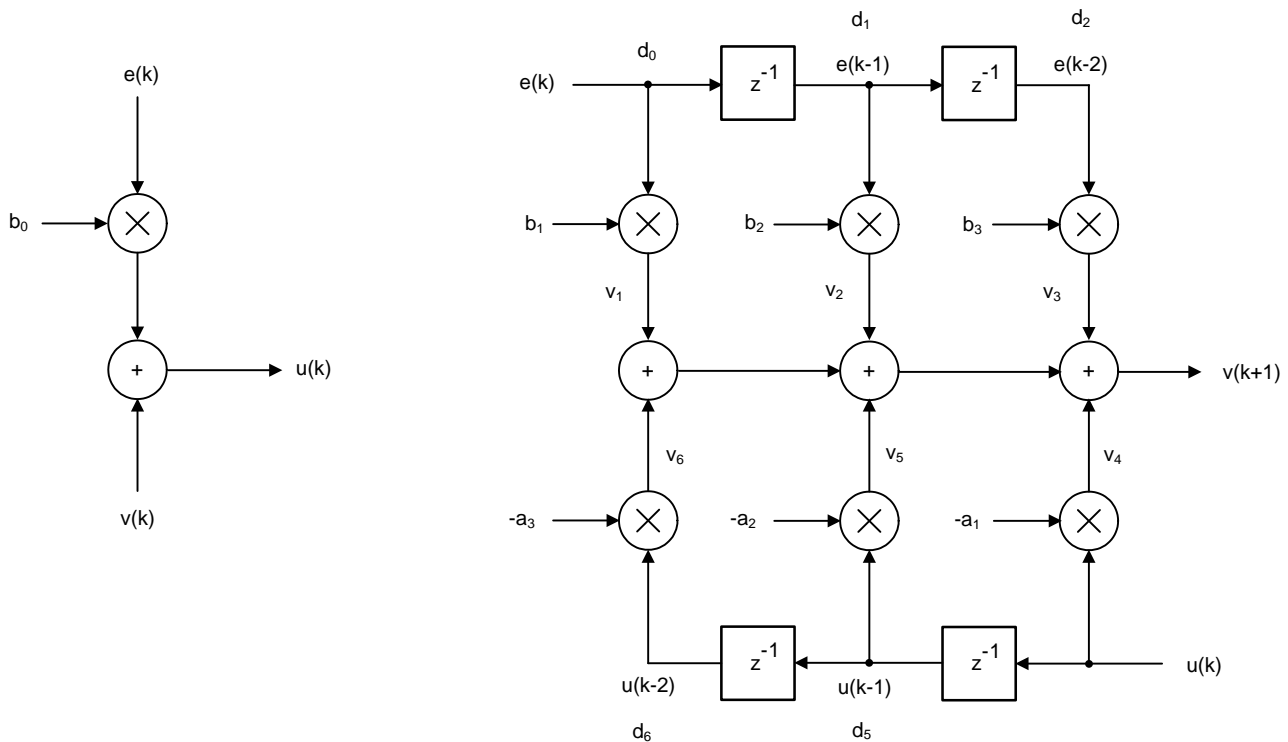 e(k)
b0
+
u(k)
v(k)
d0
d1
d2
e(k)
z-1
e(k-1)
z-1
e(k-2)
b1
b2
b3
v1
v2
v3
+
+
+
v(k+1)
v6
v5
v4
-a3
-a2
-a1
z-1
z-1
u(k-2)
u(k-1)
u(k)
d6
d5